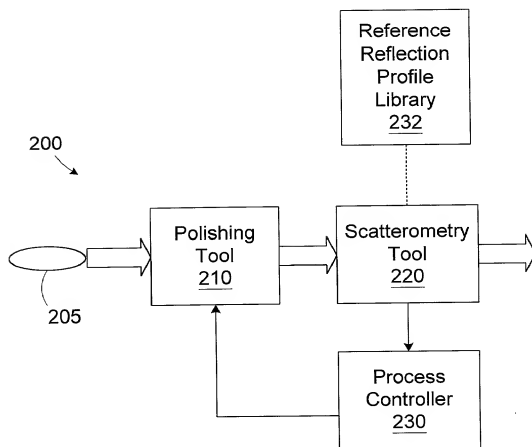 Reference
Reflection
Profile
Library
232
200
Polishing
Tool
210
Scatterometry
Tool
220
205
Process
Controller
230